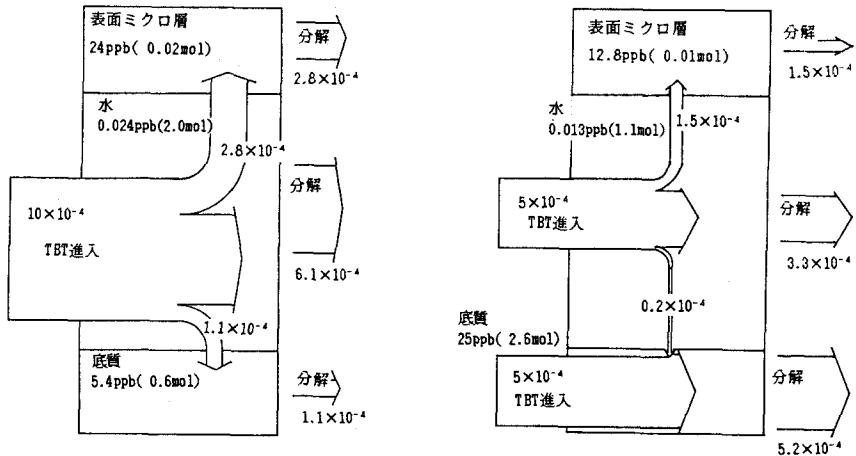 表面ミクロ層
24ppb( 0.02mol)
分解
2.8×10⁻⁴
水
0.024ppb(2.0mol)
2.8×10⁻⁴
10×10⁻⁴
TBT進入
分解
6.1×10⁻⁴
1.1×10⁻⁴
底質
5.4ppb( 0.6mol)
分解
1.1×10⁻⁴
表面ミクロ層
12.8ppb( 0.01mol)
分解
1.5×10⁻⁴
水
0.013ppb(1.1mol)
1.5×10⁻⁴
5×10⁻⁴
TBT進入
分解
3.3×10⁻⁴
0.2×10⁻⁴
底質
25ppb( 2.6mol)
5×10⁻⁴
TBT進入
分解
5.2×10⁻⁴